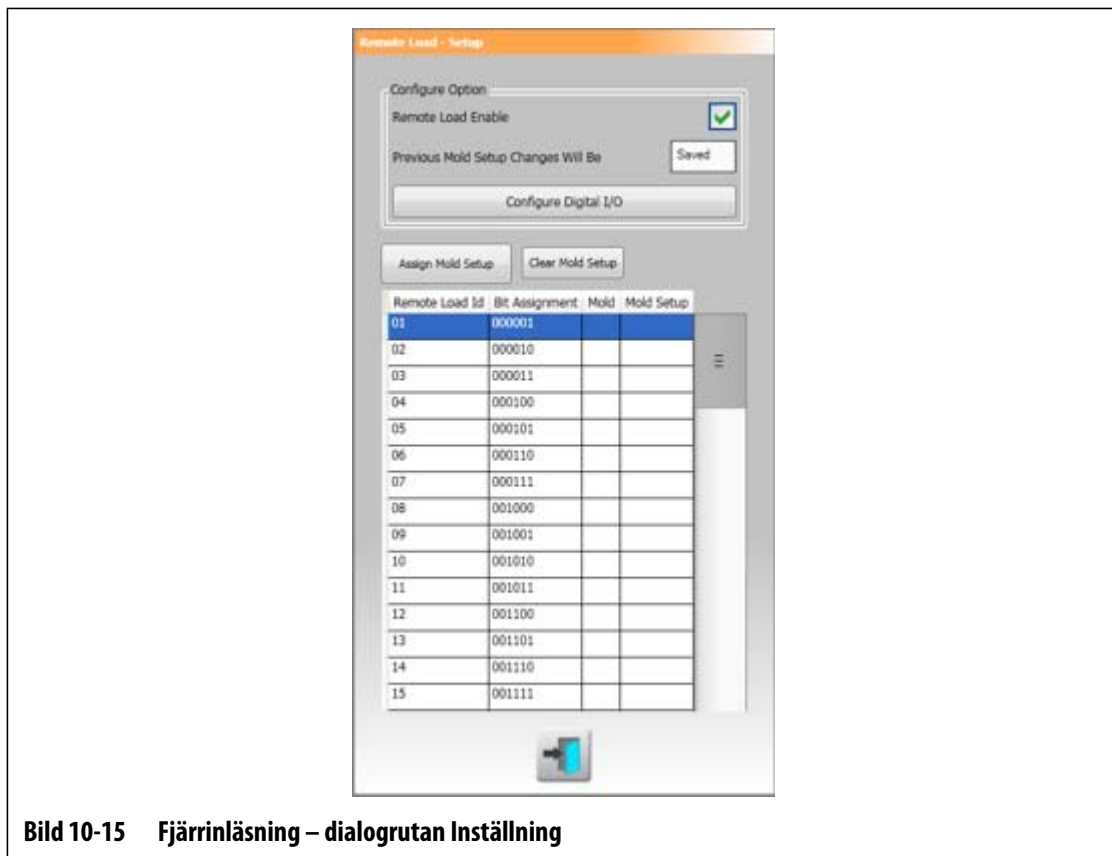 Remote Load - Setup
Configure Option
Remote Load Enable
Previous Mold Setup Changes Will Be Saved
Configure Digital I/O
Assign Mold Setup Clear Mold Setup
Remote Load Id Bit Assignment Mold Mold Setup
01 000001
02 000010
03 000011
04 000100
05 000101
06 000110
07 000111
08 001000
09 001001
10 001010
11 001011
12 001100
13 001101
14 001110
15 001111
Bild 10-15 Fjärrinläsning – dialogrutan Inställning